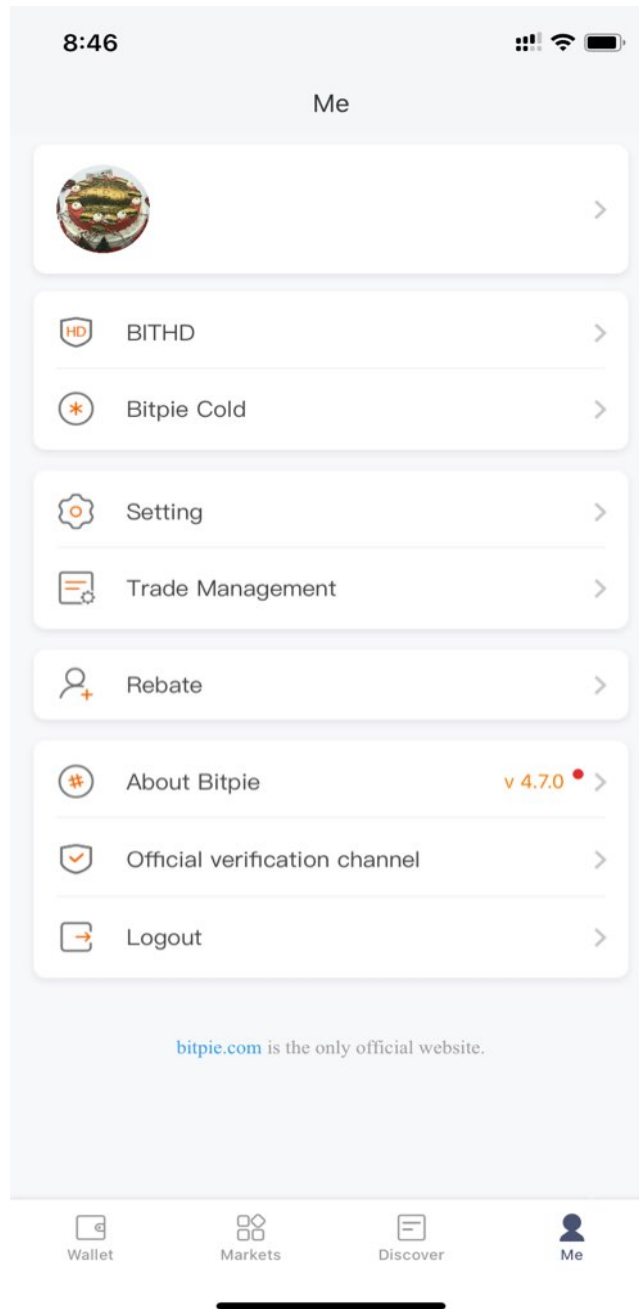 8:46
Me
HD BITHD
Bitpie Cold
Setting
Trade Management
Rebate
About Bitpie v 4.7.0
Official verification channel
Logout
bitpie.com is the only official website.
Wallet Markets Discover Me